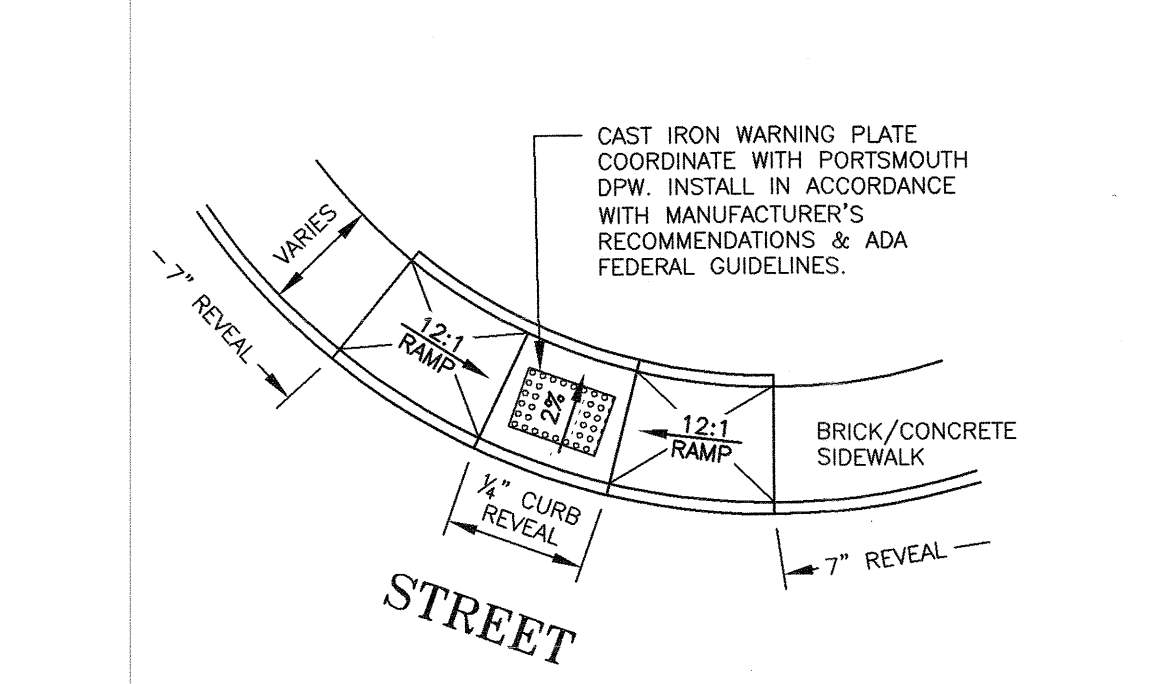 CAST IRON WARNING PLATE
COORDINATE WITH PORTSMOUTH
DPW. INSTALL IN ACCORDANCE
WITH MANUFACTURER'S
RECOMMENDATIONS & ADA
FEDERAL GUIDELINES.
VARIES
7" REVEAL
12:1
RAMP
2%
12:1
RAMP
BRICK/CONCRETE
SIDEWALK
¼" CURB
REVEAL
7" REVEAL
STREET